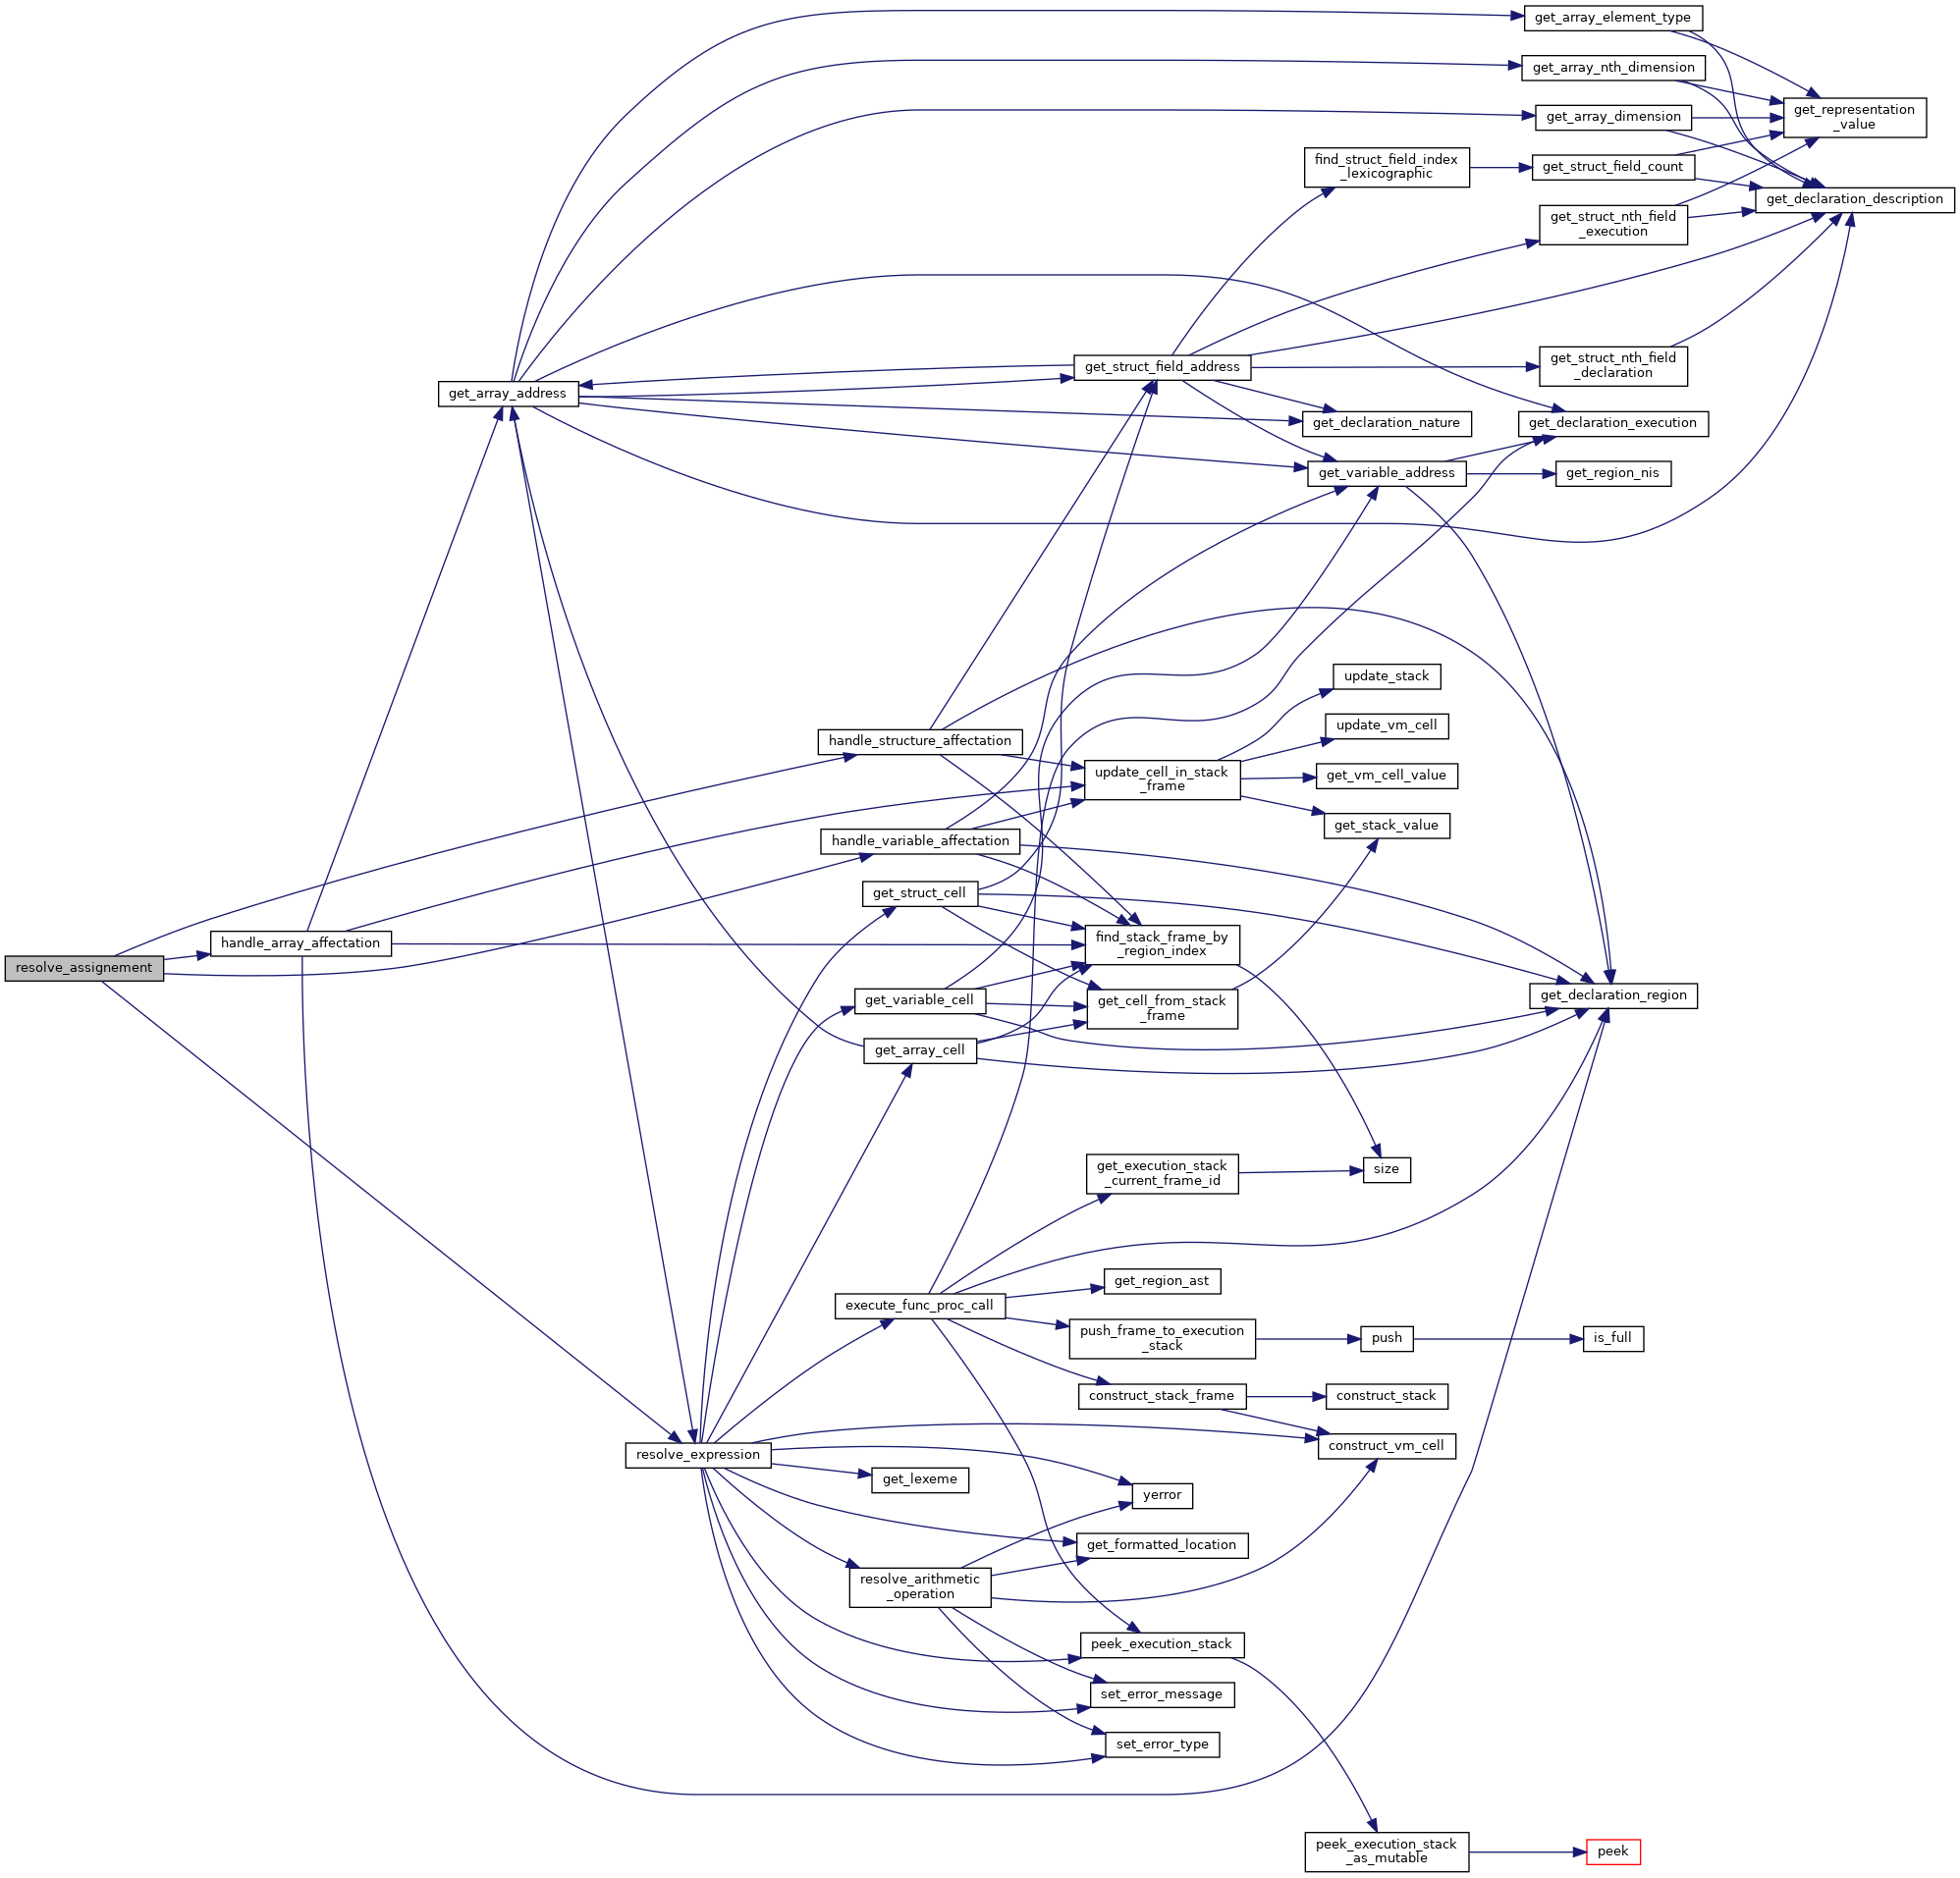 get_array_element_type
get_array_nth_dimension
get_representation
_value
get_array_dimension
find_struct_field_index
_lexicographic
get_struct_field_count
get_declaration_description
get_struct_nth_field
_execution
get_struct_field_address
get_struct_nth_field
_declaration
get_array_address
get_declaration_nature
get_declaration_execution
get_variable_address
get_region_nis
update_stack
update_vm_cell
handle_structure_affectation
update_cell_in_stack
_frame
get_vm_cell_value
get_stack_value
handle_variable_affectation
get_struct_cell
handle_array_affectation
find_stack_frame_by
_region_index
resolve_assignement
get_variable_cell
get_cell_from_stack
_frame
get_declaration_region
get_array_cell
get_execution_stack
_current_frame_id
size
get_region_ast
execute_func_proc_call
push_frame_to_execution
_stack
push
is_full
construct_stack_frame
construct_stack
construct_vm_cell
resolve_expression
get_lexeme
yerror
get_formatted_location
resolve_arithmetic
_operation
peek_execution_stack
set_error_message
set_error_type
peek_execution_stack
_as_mutable
peek